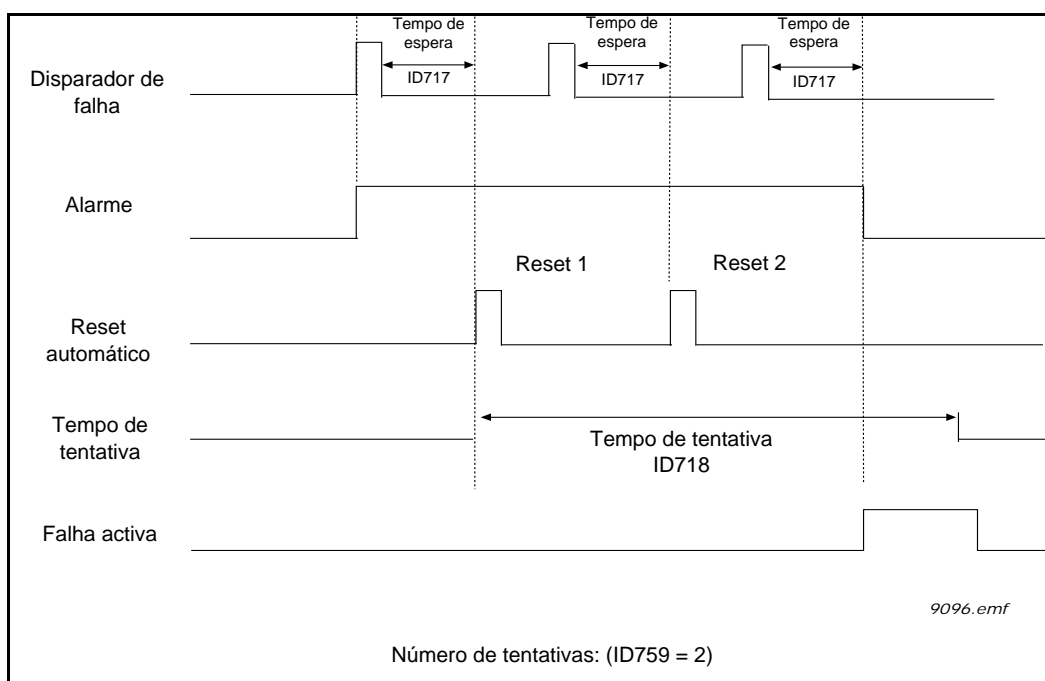 Tempo de
espera
ID717
Tempo de
espera
ID717
Tempo de
espera
ID717
Disparador de
falha
Alarme
Reset 1
Reset 2
Reset
automático
Tempo de
tentativa
Tempo de tentativa
ID718
Falha activa
9096.emf
Número de tentativas: (ID759 = 2)